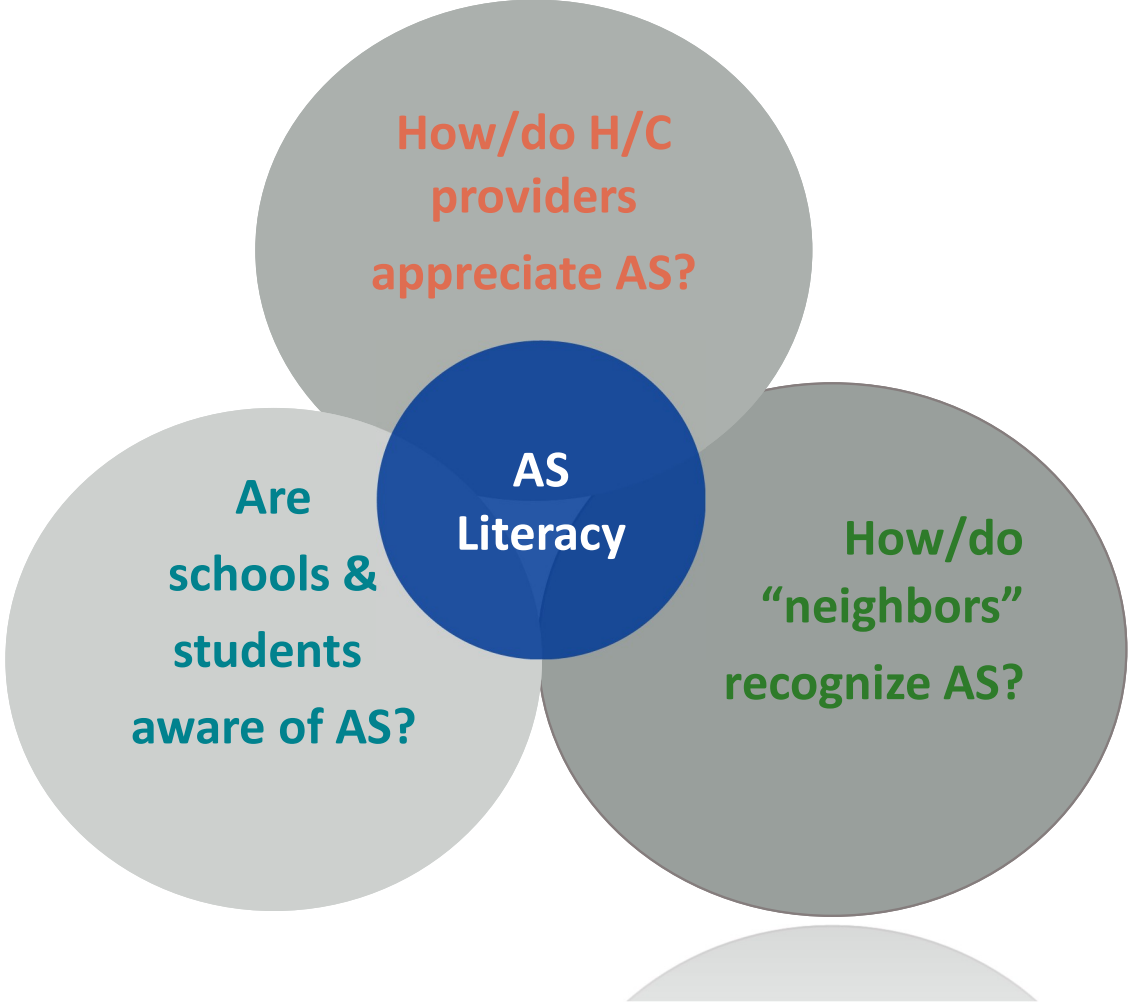 How/do H/C
providers
appreciate AS?
AS
Literacy
Are
schools &
students
aware of AS?
How/do
“neighbors”
recognize AS?